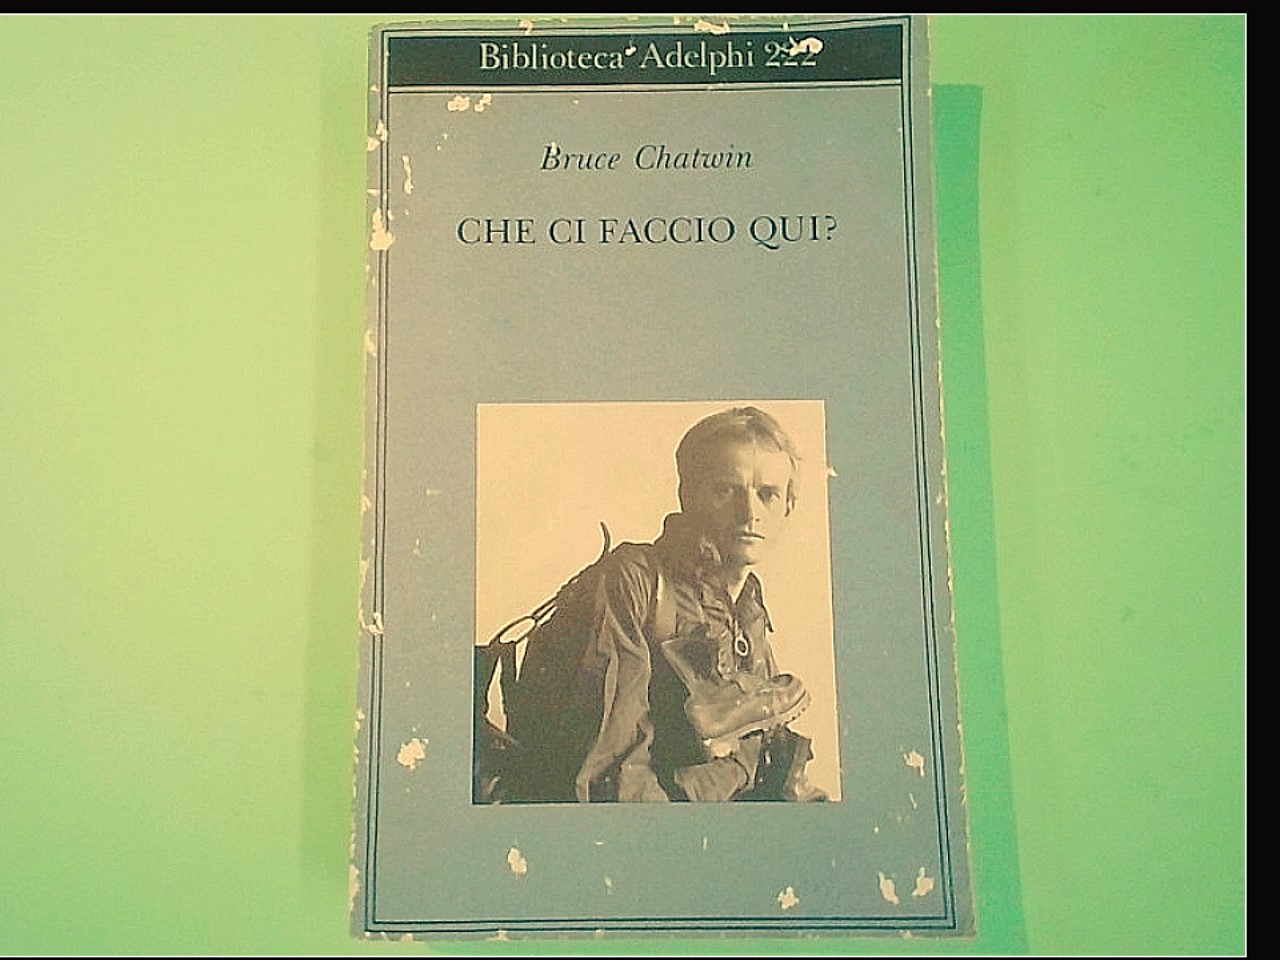 Biblioteca Adelphi 222
Bruce Chatwin
CHE CI FACCIO QUI?